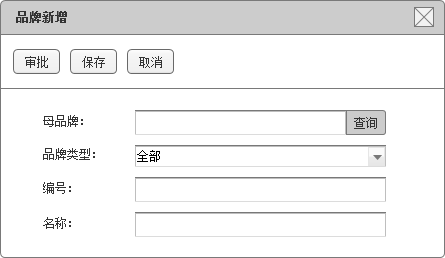 品牌新增
审批 保存 取消
母品牌： 查询
品牌类型： 全部
编号：
名称：